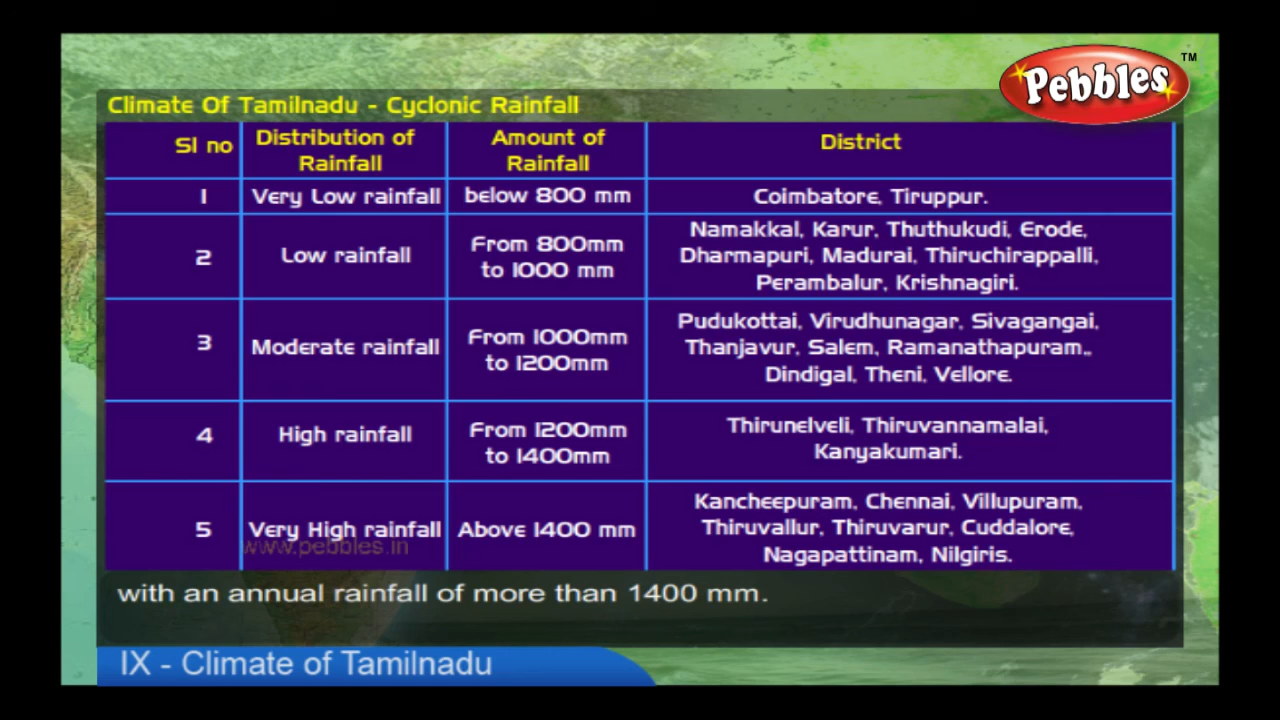 Pebbles TM
Climate Of Tamilnadu - Cyclonic Rainfall
Sl no
Distribution of
Rainfall
Amount of
Rainfall
District
1
Very Low rainfall
below 800 mm
Coimbatore, Tiruppur.
2
Low rainfall
From 800mm
to 1000 mm
Namakkal, Karur, Thuthukudi, Erode,
Dharmapuri, Madurai, Thiruchirappalli,
Perambalur, Krishnagiri.
3
Moderate rainfall
From 1000mm
to 1200mm
Pudukottai, Virudhunagar, Sivagangai,
Thanjavur, Salem, Ramanathapuram,,
Dindigal, Theni, Vellore.
4
High rainfall
From 1200mm
to 1400mm
Thirunelveli, Thiruvannamalai,
Kanyakumari.
5
Very High rainfall
Above 1400 mm
Kancheepuram, Chennai, Villupuram,
Thiruvallur, Thiruvarur, Cuddalore,
Nagapattinam, Nilgiris.
www.pebbles.in
with an annual rainfall of more than 1400 mm.
IX - Climate of Tamilnadu